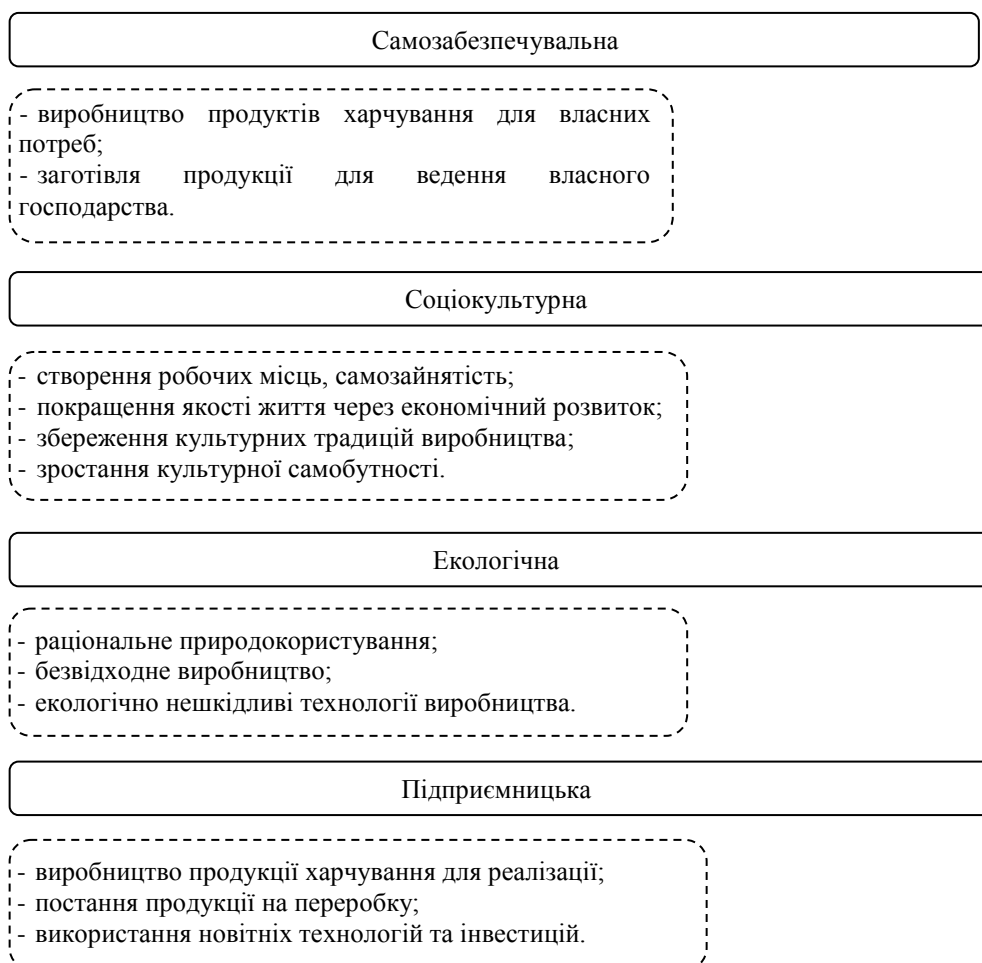 Самозабезпечувальна
- виробництво продуктів харчування для власних
потреб;
- заготівля продукції для ведення власного
господарства.
Соціокультурна
- створення робочих місць, самозайнятість;
- покращення якості життя через економічний розвиток;
- збереження культурних традицій виробництва;
- зростання культурної самобутності.
Екологічна
- раціональне природокористування;
- безвідходне виробництво;
- екологічно нешкідливі технології виробництва.
Підприємницька
- виробництво продукції харчування для реалізації;
- постання продукції на переробку;
- використання новітніх технологій та інвестицій.